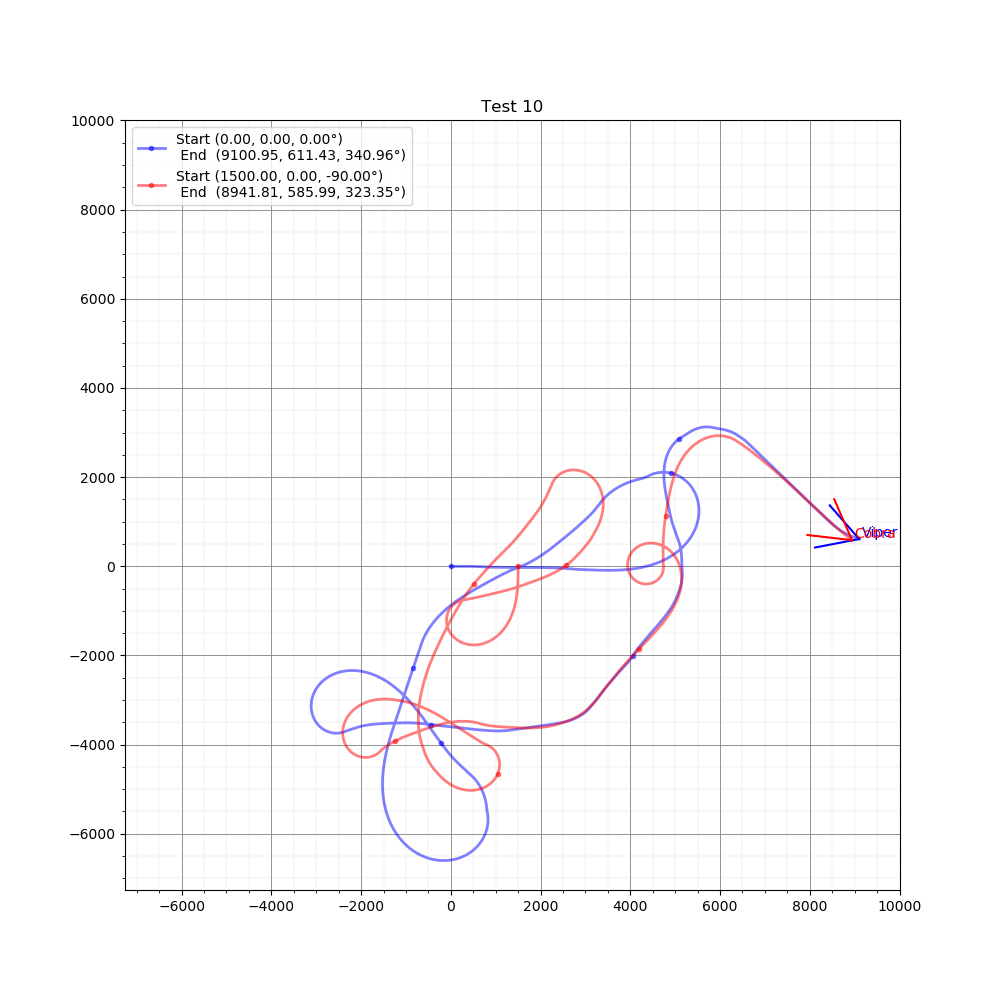 Test 10
Start (0.00, 0.00, 0.00°)
End (9100.95, 611.43, 340.96°)
Start (1500.00, 0.00, -90.00°)
End (8941.81, 585.99, 323.35°)
10000
8000
6000
4000
2000
0
−2000
−4000
−6000
Viper
Cobra
−6000 −4000 −2000 0 2000 4000 6000 8000 10000